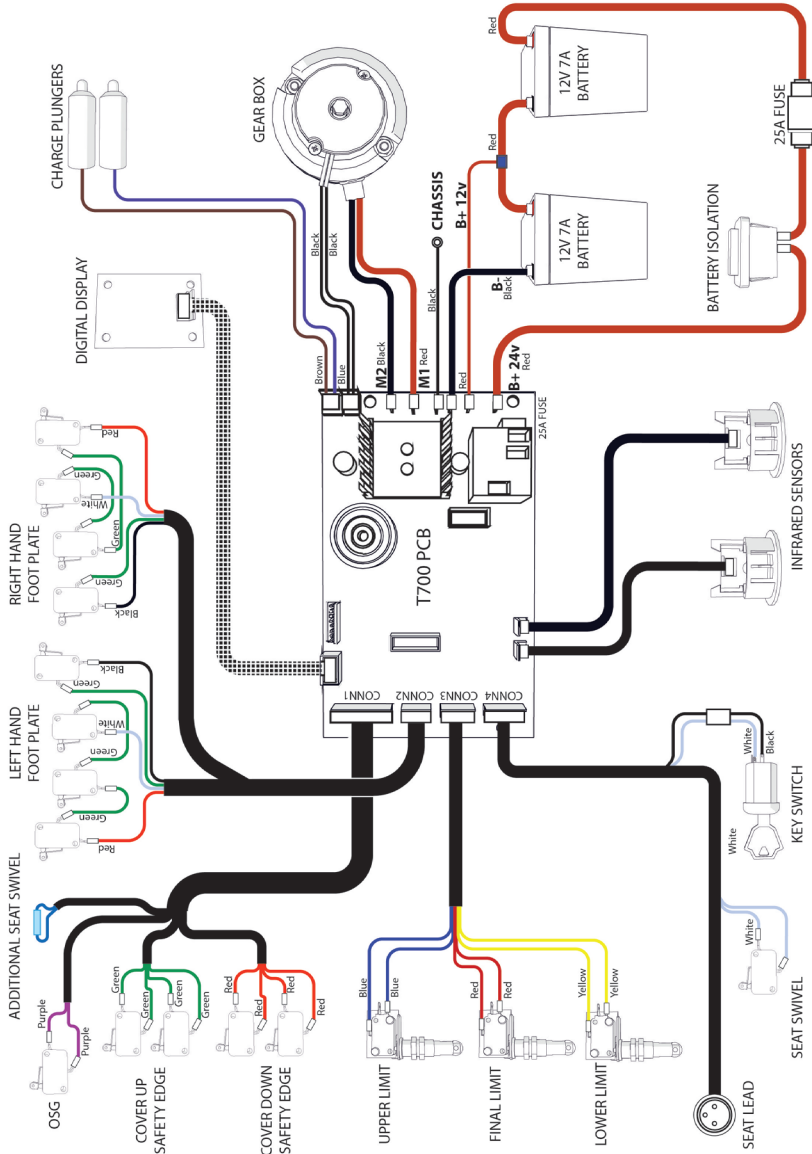 CHARGE PLUNGERS
DIGITAL DISPLAY
GEAR BOX
Red
12V 7A
BATTERY
Red
12V 7A
BATTERY
25A FUSE
BATTERY ISOLATION
B+ 12v
CHASSIS
Black
Black
Black
B-
Black
Brown
Blue
M2 Black
M1 Red
Red
B+ 24v
Red
25A FUSE
T700 PCB
CONN1
CONN2
CONN3
CONN4
INFRARED SENSORS
RIGHT HAND
FOOT PLATE
Red
Green
White
Green
Green
Black
LEFT HAND
FOOT PLATE
Black
Green
White
Green
Green
Red
ADDITIONAL SEAT SWIVEL
OSG
Purple
Purple
COVER UP
SAFETY EDGE
Green
Green
Green
Green
COVER DOWN
SAFETY EDGE
Red
Red
Red
Red
UPPER LIMIT
Blue
Blue
FINAL LIMIT
Red
Red
LOWER LIMIT
Yellow
Yellow
SEAT LEAD
SEAT SWIVEL
White
White
KEY SWITCH
White
Black